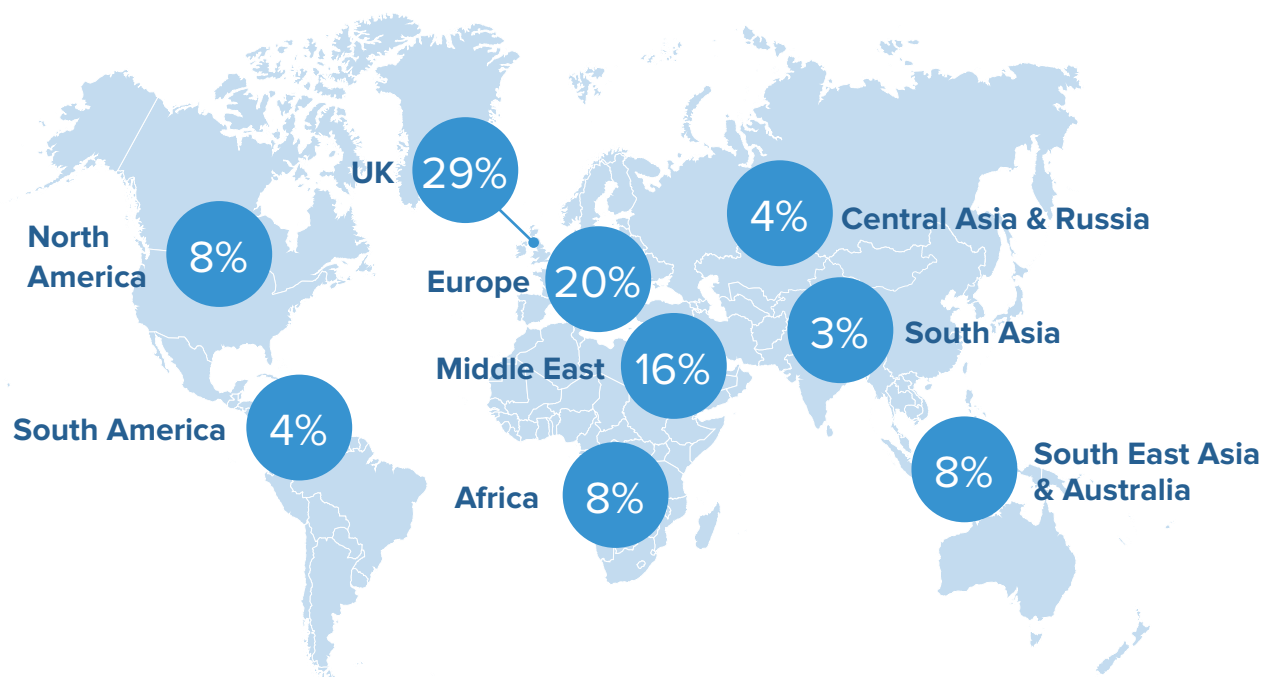 UK
29%
North
America
8%
4%
Central Asia & Russia
Europe
20%
3%
South Asia
Middle East
16%
South America
4%
8%
South East Asia
& Australia
Africa
8%